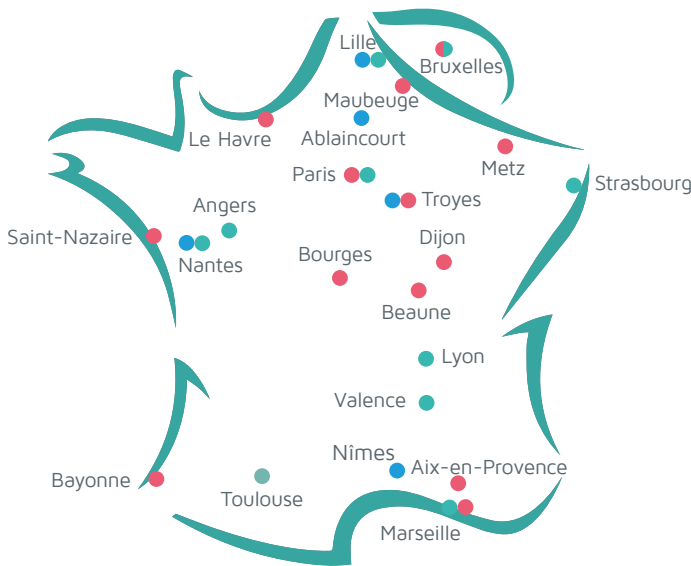 Lille
Bruxelles
Maubeuge
Le Havre
Ablaincourt
Metz
Paris
Strasbourg
Troyes
Angers
Saint-Nazaire
Dijon
Nantes
Bourges
Beaune
Lyon
Valence
Nîmes
Aix-en-Provence
Bayonne
Toulouse
Marseille